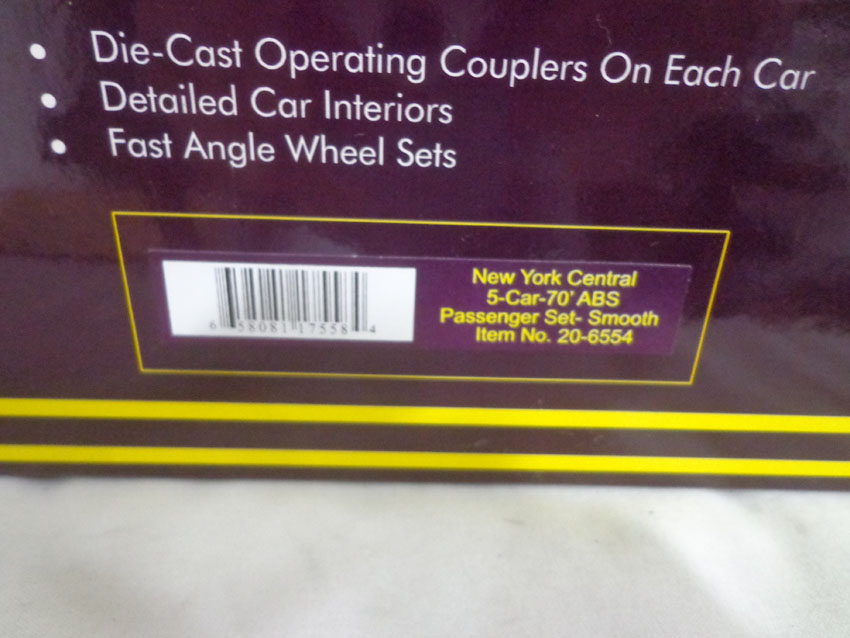 • Die-Cast Operating Couplers On Each Car
• Detailed Car Interiors
• Fast Angle Wheel Sets
New York Central
5-Car-70' ABS
Passenger Set- Smooth
Item No. 20-6554
6 58081 17558 4